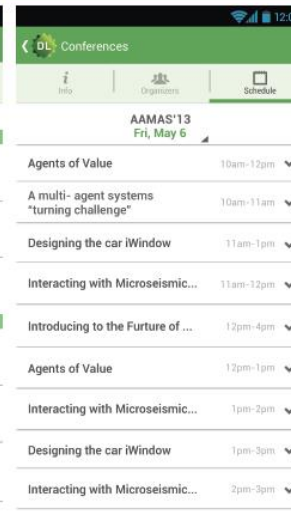 12:0
DL Conferences
i
Info Organizers Schedule
AAMAS'13
Fri, May 6
Agents of Value 10am-12pm
A multi- agent systems
"turning challenge" 10am-11am
Designing the car iWindow 11am-1pm
Interacting with Microseismic... 11am-12pm
Introducing to the Furture of ... 12pm-4pm
Agents of Value 12pm-1pm
Interacting with Microseismic... 1pm-2pm
Designing the car iWindow 1pm-3pm
Interacting with Microseismic... 2pm-3pm